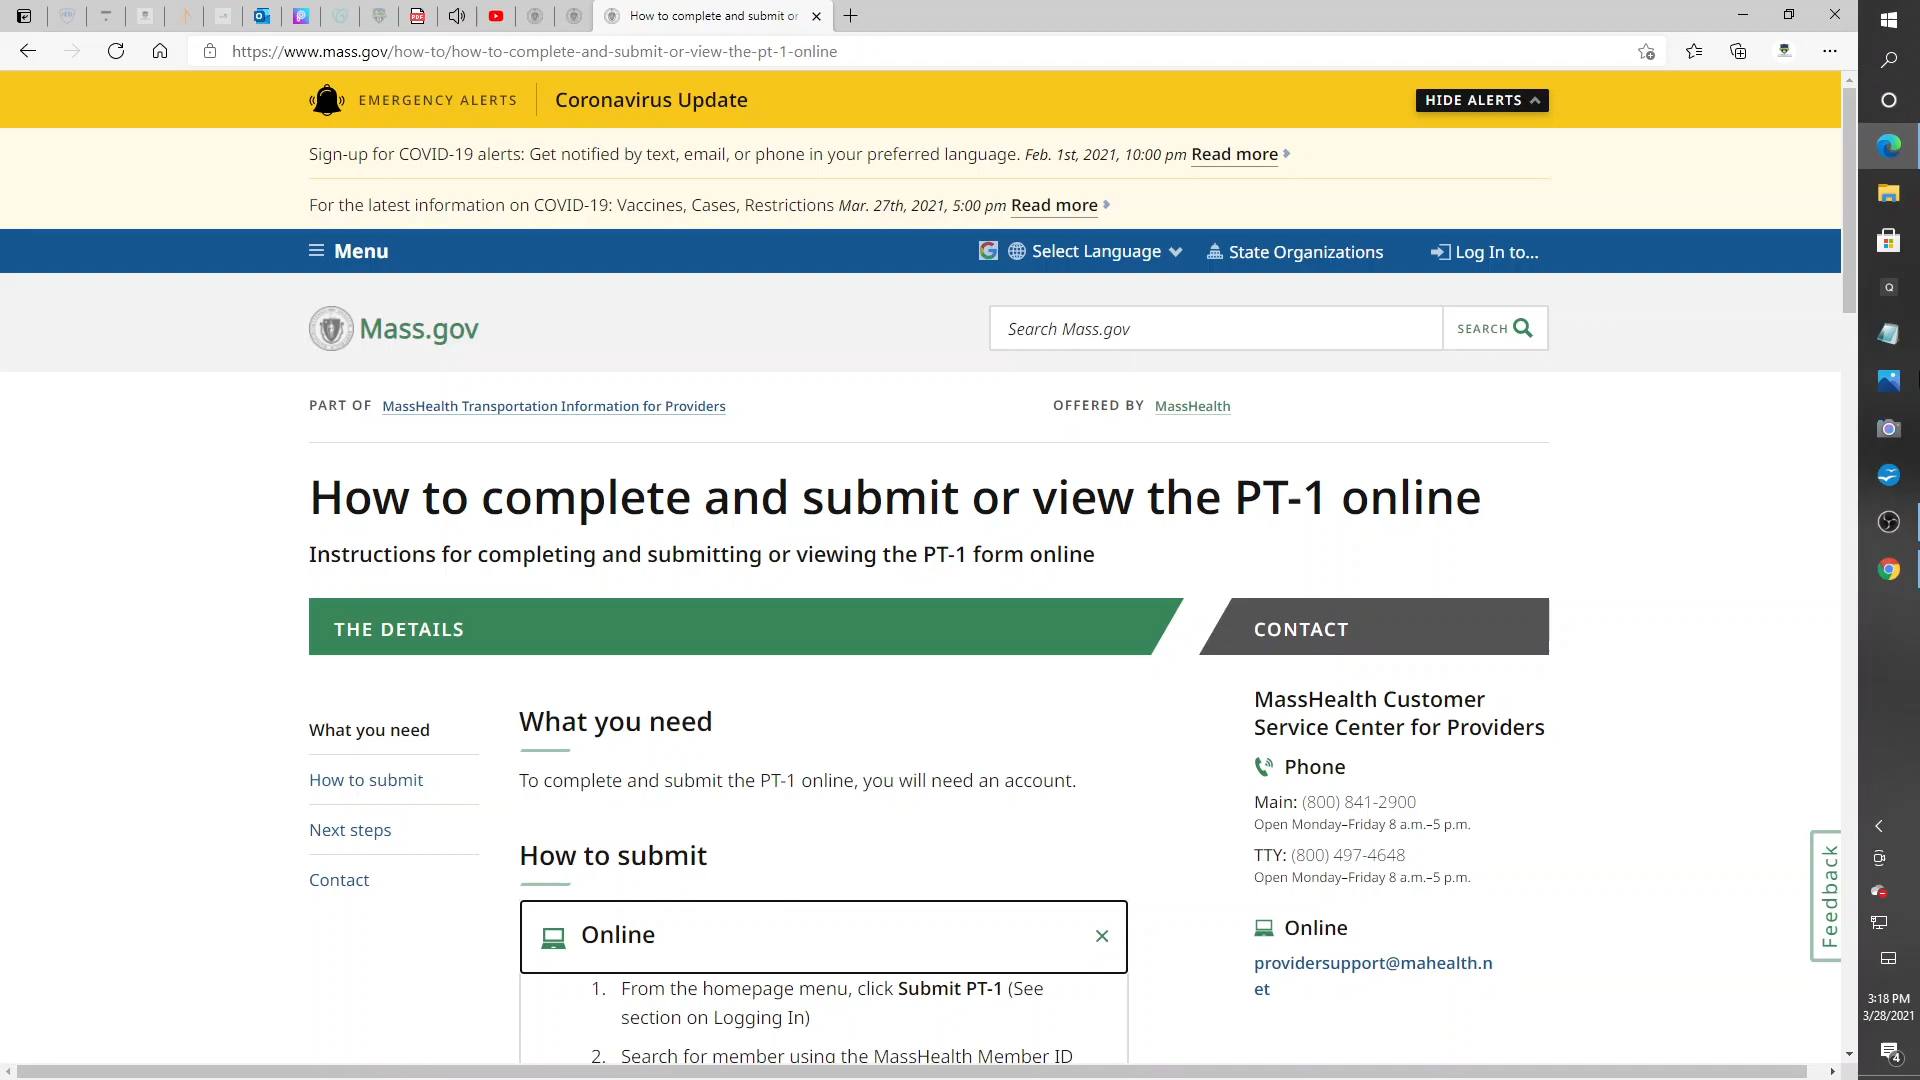 How to complete and submit or
https://www.mass.gov/how-to/how-to-complete-and-submit-or-view-the-pt-1-online
EMERGENCY ALERTS
Coronavirus Update
HIDE ALERTS
Sign-up for COVID-19 alerts: Get notified by text, email, or phone in your preferred language. Feb. 1st, 2021, 10:00 pm Read more
For the latest information on COVID-19: Vaccines, Cases, Restrictions Mar. 27th, 2021, 5:00 pm Read more
Menu
Select Language
State Organizations
Log In to...
Mass.gov
Search Mass.gov
SEARCH
PART OF MassHealth Transportation Information for Providers
OFFERED BY MassHealth
How to complete and submit or view the PT-1 online
Instructions for completing and submitting or viewing the PT-1 form online
THE DETAILS
CONTACT
What you need
How to submit
Next steps
Contact
What you need
To complete and submit the PT-1 online, you will need an account.
How to submit
Online
1. From the homepage menu, click Submit PT-1 (See
section on Logging In)
2. Search for member using the MassHealth Member ID
MassHealth Customer
Service Center for Providers
Phone
Main: (800) 841-2900
Open Monday–Friday 8 a.m.–5 p.m.
TTY: (800) 497-4648
Open Monday–Friday 8 a.m.–5 p.m.
Online
providersupport@mahealth.n
et
Feedback
3:18 PM
3/28/2021
4